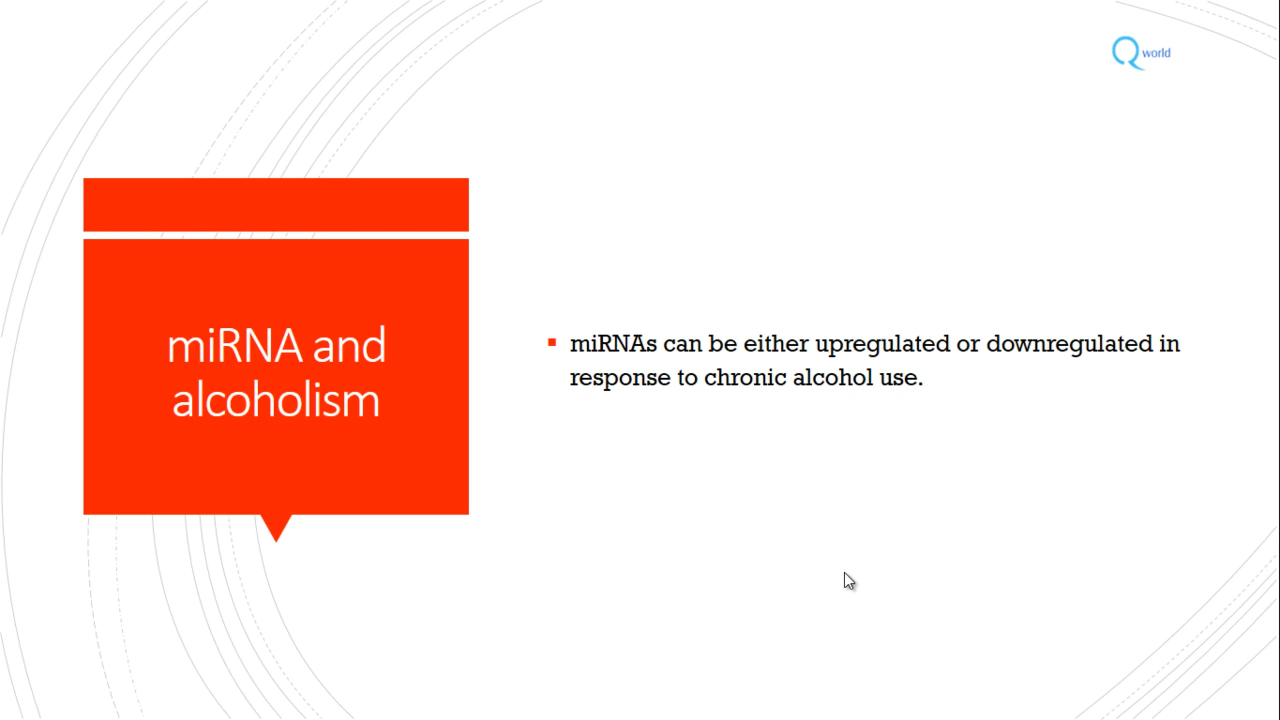 Q world
miRNA and
alcoholism
miRNAs can be either upregulated or downregulated in
response to chronic alcohol use.